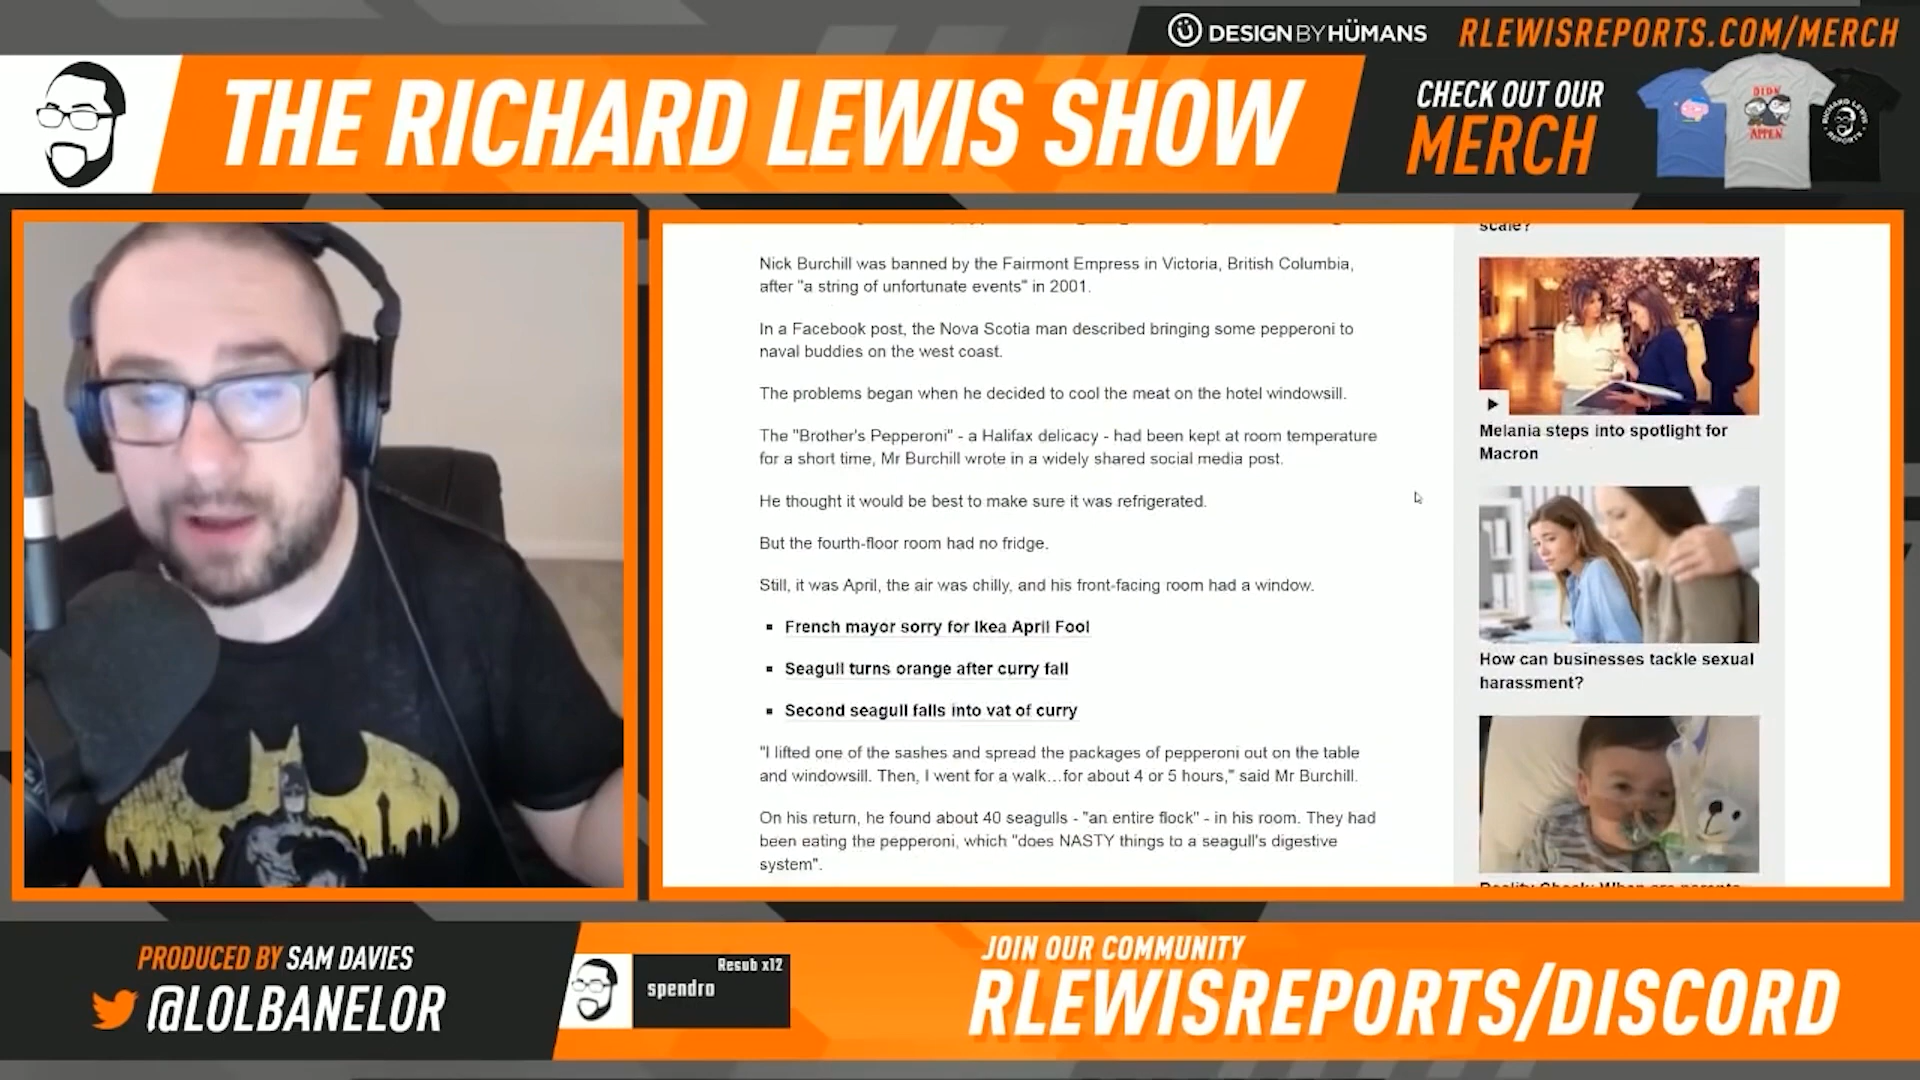 DESIGN BY HÜMANS
RLEWISREPORTS.COM/MERCH
THE RICHARD LEWIS SHOW
CHECK OUT OUR
MERCH
DIDN'
APPEN
RICHARD LEWIS
REPORTS
scale?
Nick Burchill was banned by the Fairmont Empress in Victoria, British Columbia,
after "a string of unfortunate events" in 2001.
In a Facebook post, the Nova Scotia man described bringing some pepperoni to
naval buddies on the west coast.
The problems began when he decided to cool the meat on the hotel windowsill.
The "Brother's Pepperoni" - a Halifax delicacy - had been kept at room temperature
for a short time, Mr Burchill wrote in a widely shared social media post.
He thought it would be best to make sure it was refrigerated.
But the fourth-floor room had no fridge.
Still, it was April, the air was chilly, and his front-facing room had a window.
▪ French mayor sorry for Ikea April Fool
▪ Seagull turns orange after curry fall
▪ Second seagull falls into vat of curry
"I lifted one of the sashes and spread the packages of pepperoni out on the table
and windowsill. Then, I went for a walk...for about 4 or 5 hours," said Mr Burchill.
On his return, he found about 40 seagulls - "an entire flock" - in his room. They had
been eating the pepperoni, which "does NASTY things to a seagull's digestive
system".
Melania steps into spotlight for
Macron
How can businesses tackle sexual
harassment?
Reality Check: When are parents
PRODUCED BY SAM DAVIES
@LOLBANELOR
Resub x12
spendro
JOIN OUR COMMUNITY
RLEWISREPORTS/DISCORD